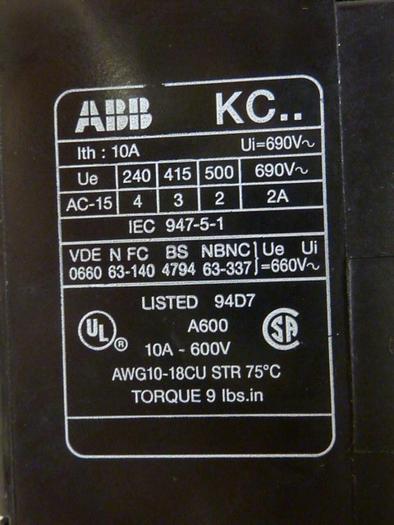 ABB KC..
Ith : 10A Ui=690V~
Ue 240 415 500 690V~
AC-15 4 3 2 2A
IEC 947-5-1
VDE N FC BS NBNC Ue Ui
0660 63-140 4794 63-337 =660V~
LISTED 94D7
UL ® A600 SA
10A - 600V
AWG10-18CU STR 75°C
TORQUE 9 lbs.in